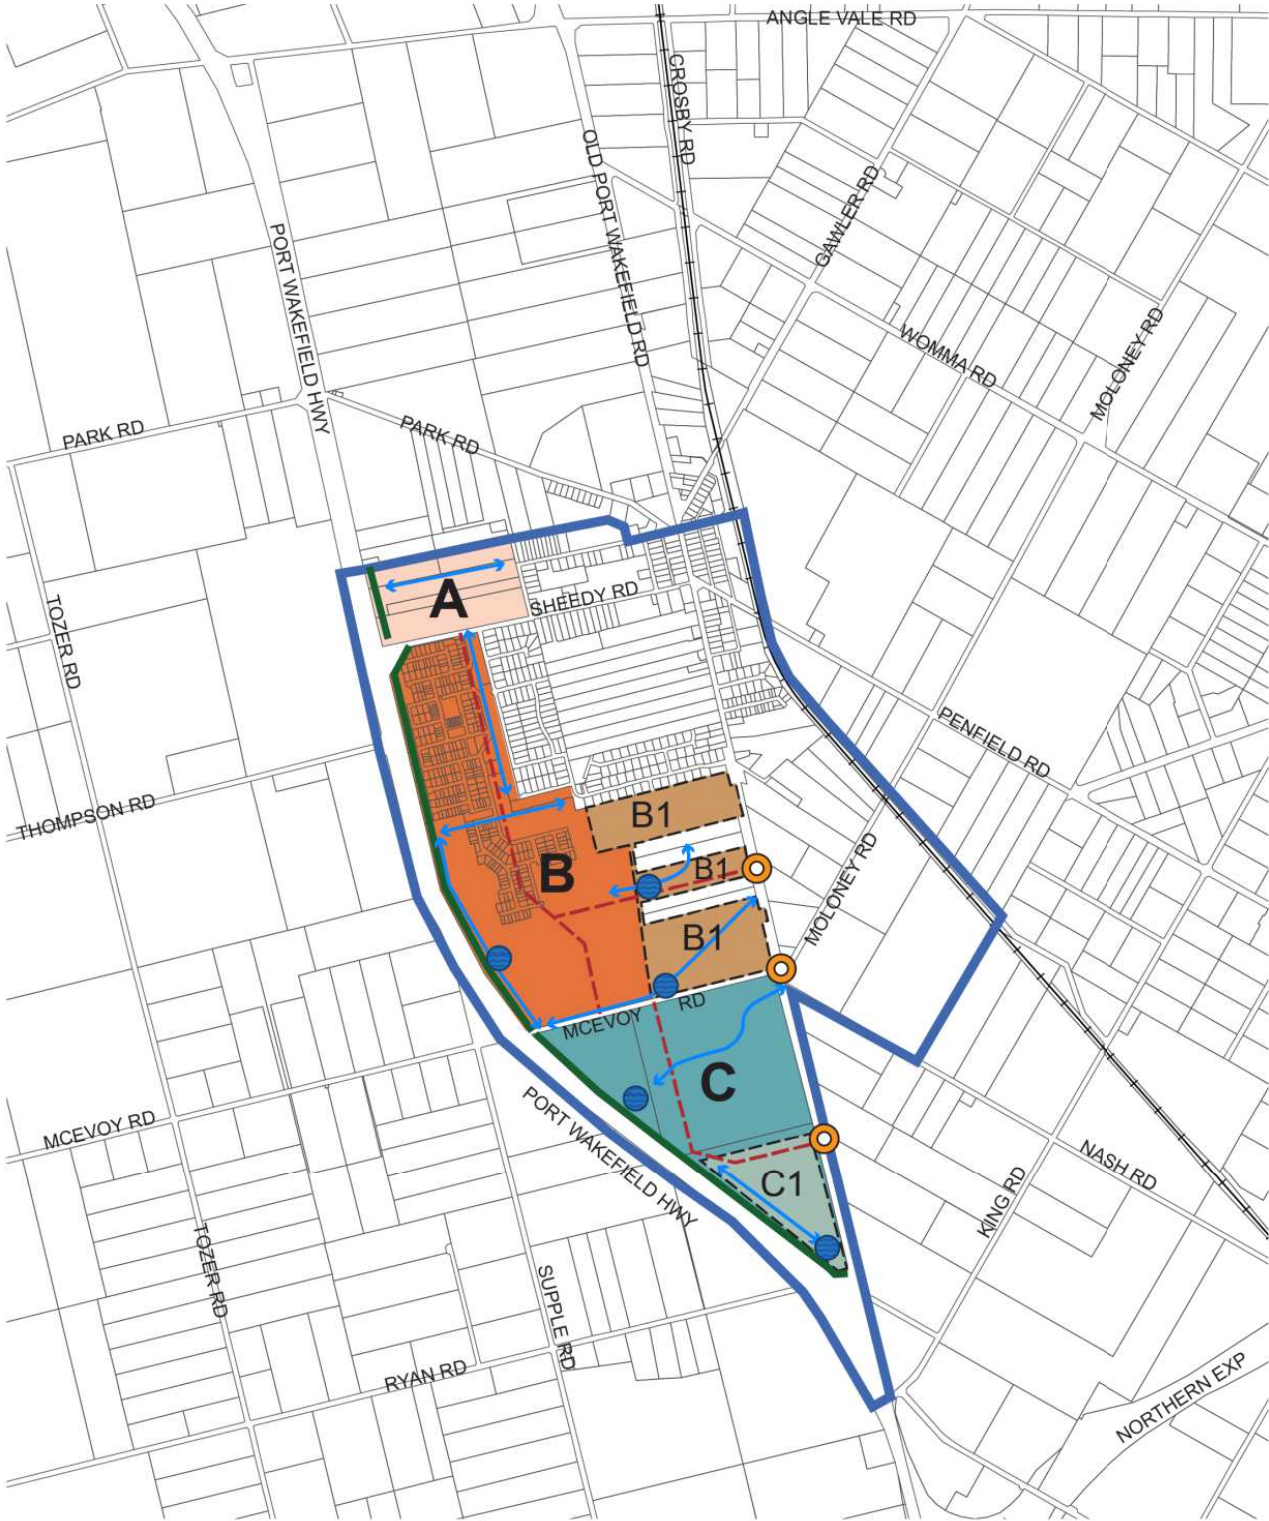 ANGLE VALE RD
CROSBY RD
OLD PORT WAKEFIELD RD
GAWLER RD
PORT WAKEFIELD HWY
WOMMA RD
MOLONEY RD
PARK RD
PARK RD
A
SHEEDY RD
TOZER RD
PENFIELD RD
THOMPSON RD
B1
B
B1
MOLONEY RD
B1
MCEVOY RD
C
MCEVOY RD
PORT WAKEFIELD HWY
NASH RD
C1
KING RD
TOZER RD
SUPPLE RD
RYAN RD
NORTHERN EXP